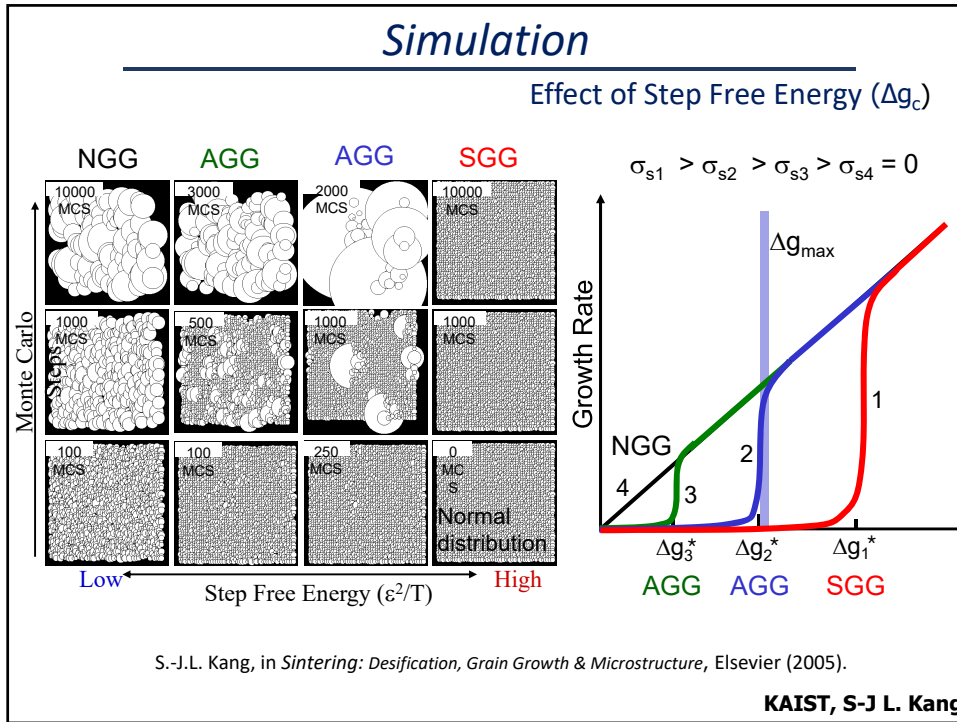 Simulation
Effect of Step Free Energy (Δg_c)
NGG AGG AGG SGG
10000 MCS
3000 MCS
2000 MCS
10000 MCS
1000 MCS
500 MCS
1000 MCS
1000 MCS
100 MCS
100 MCS
250 MCS
0 MC S
Normal distribution
Monte Carlo Steps
Low
Step Free Energy (ε²/T)
High
σ_s1 > σ_s2 > σ_s3 > σ_s4 = 0
Growth Rate
Δg_max
NGG
4
3
2
1
Δg₃* Δg₂* Δg₁*
AGG AGG SGG
S.-J.L. Kang, in Sintering: Desification, Grain Growth & Microstructure, Elsevier (2005).
KAIST, S-J L. Kang